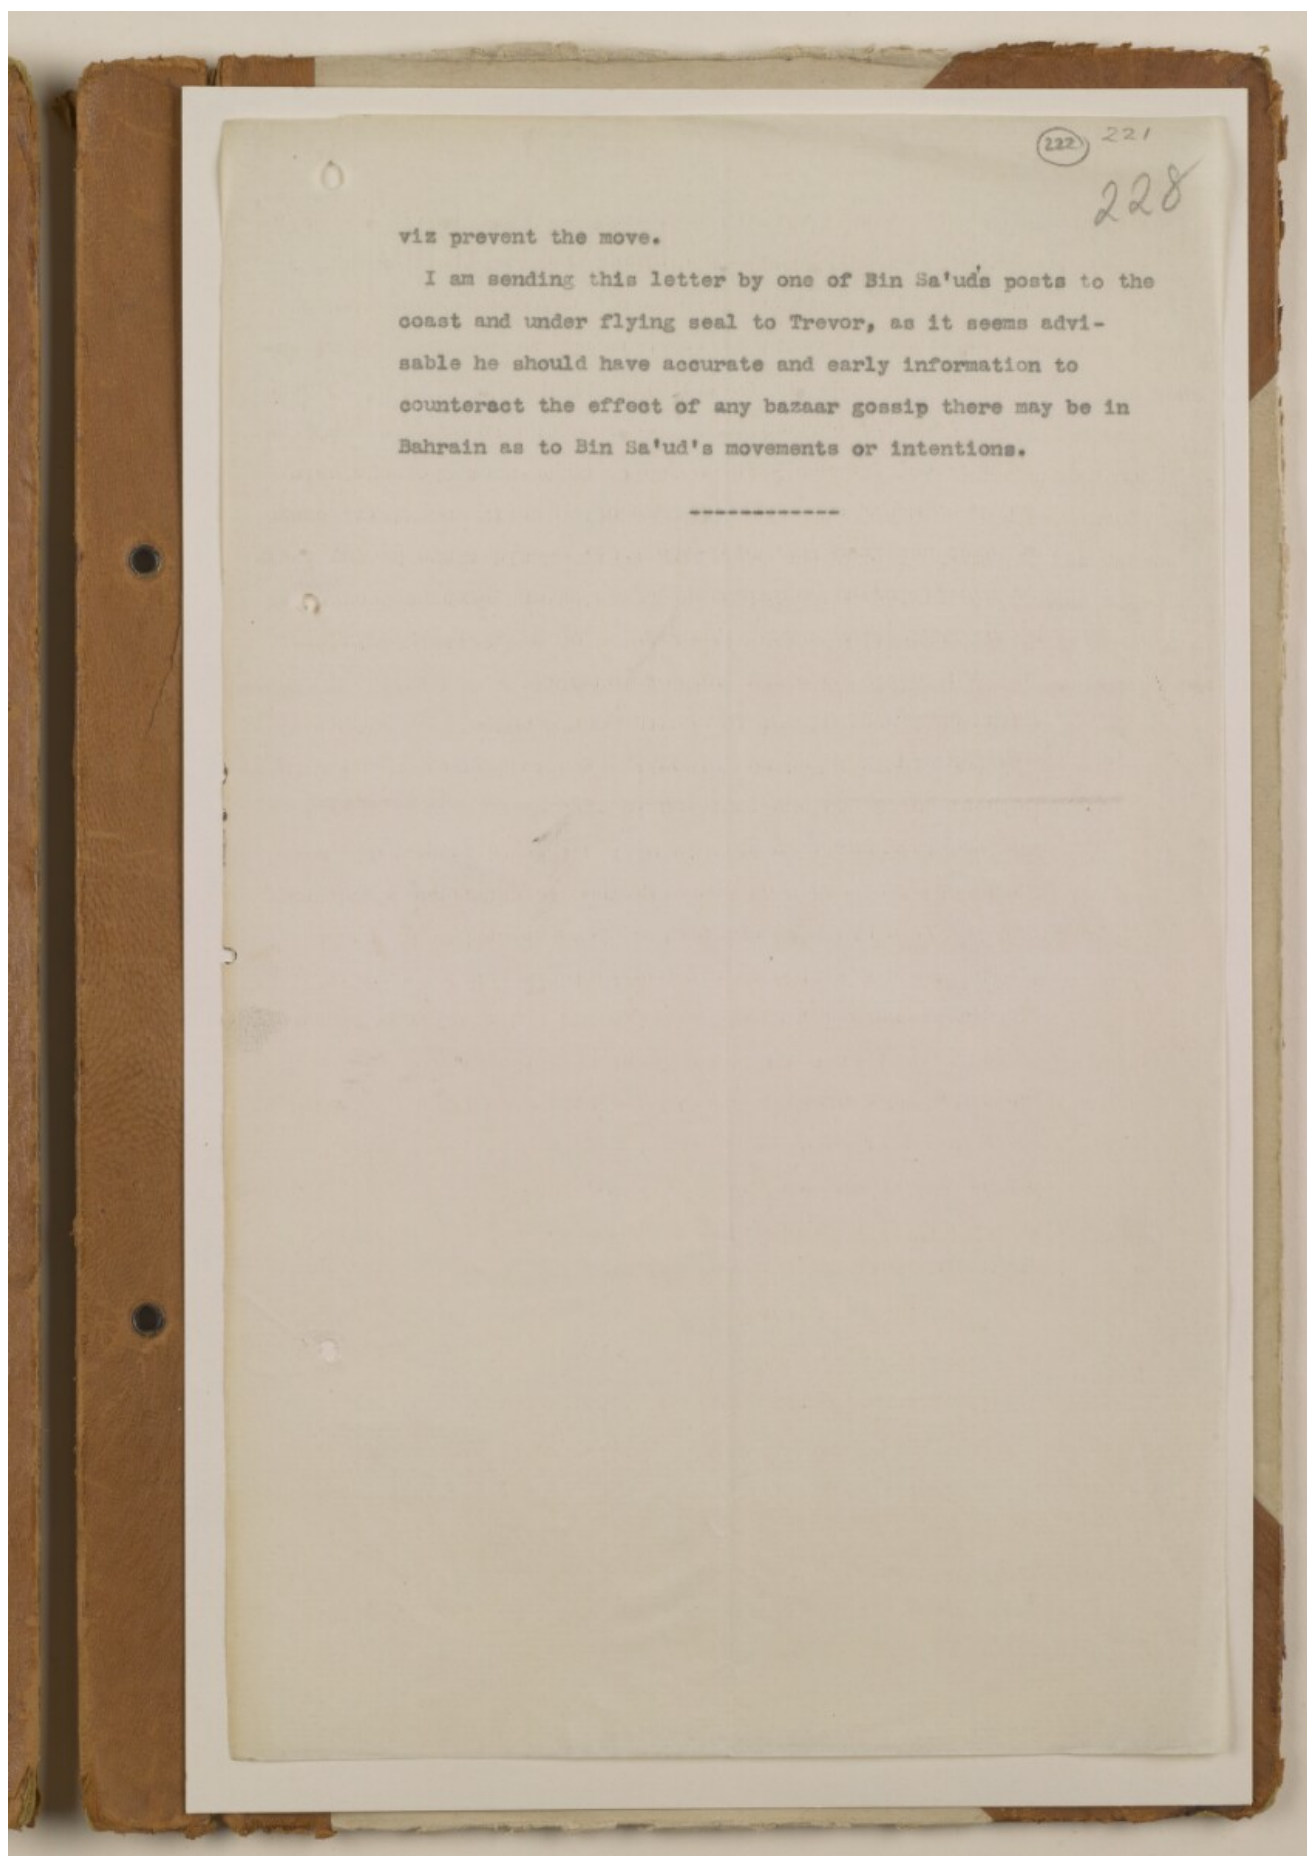 222 221
228
viz prevent the move.
I am sending this letter by one of Bin Sa'ud's posts to the
coast and under flying seal to Trevor, as it seems advi-
sable he should have accurate and early information to
counteract the effect of any bazaar gossip there may be in
Bahrain as to Bin Sa'ud's movements or intentions.
------------